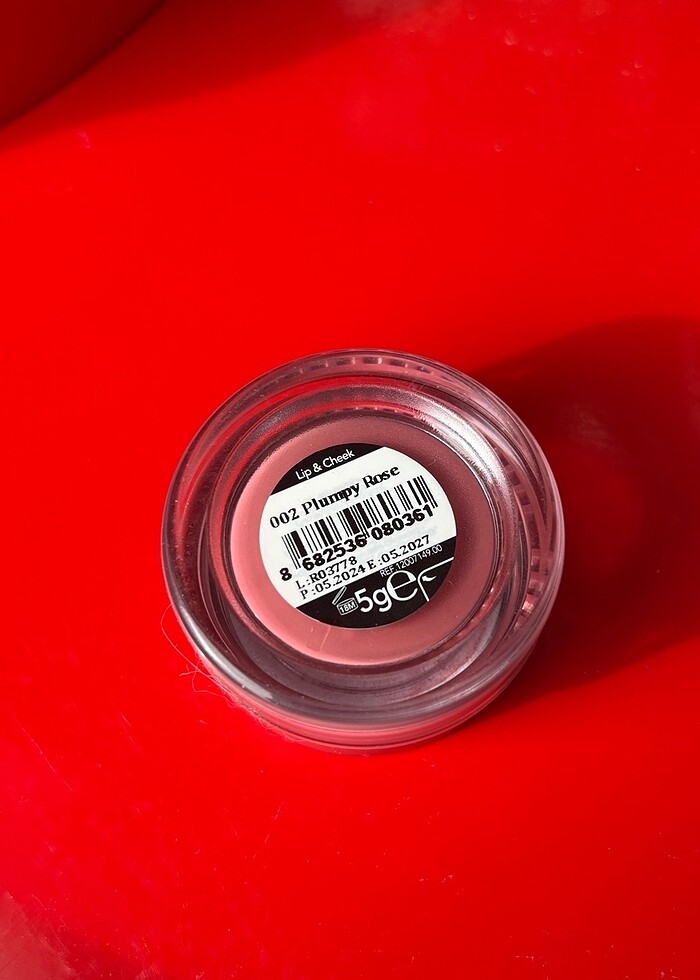 Lip & Cheek
002 Plumpy Rose
8 682536 080361
L:R03778
P:05.2024 E:05.2027
REF 12007149.00
18M 5g℮